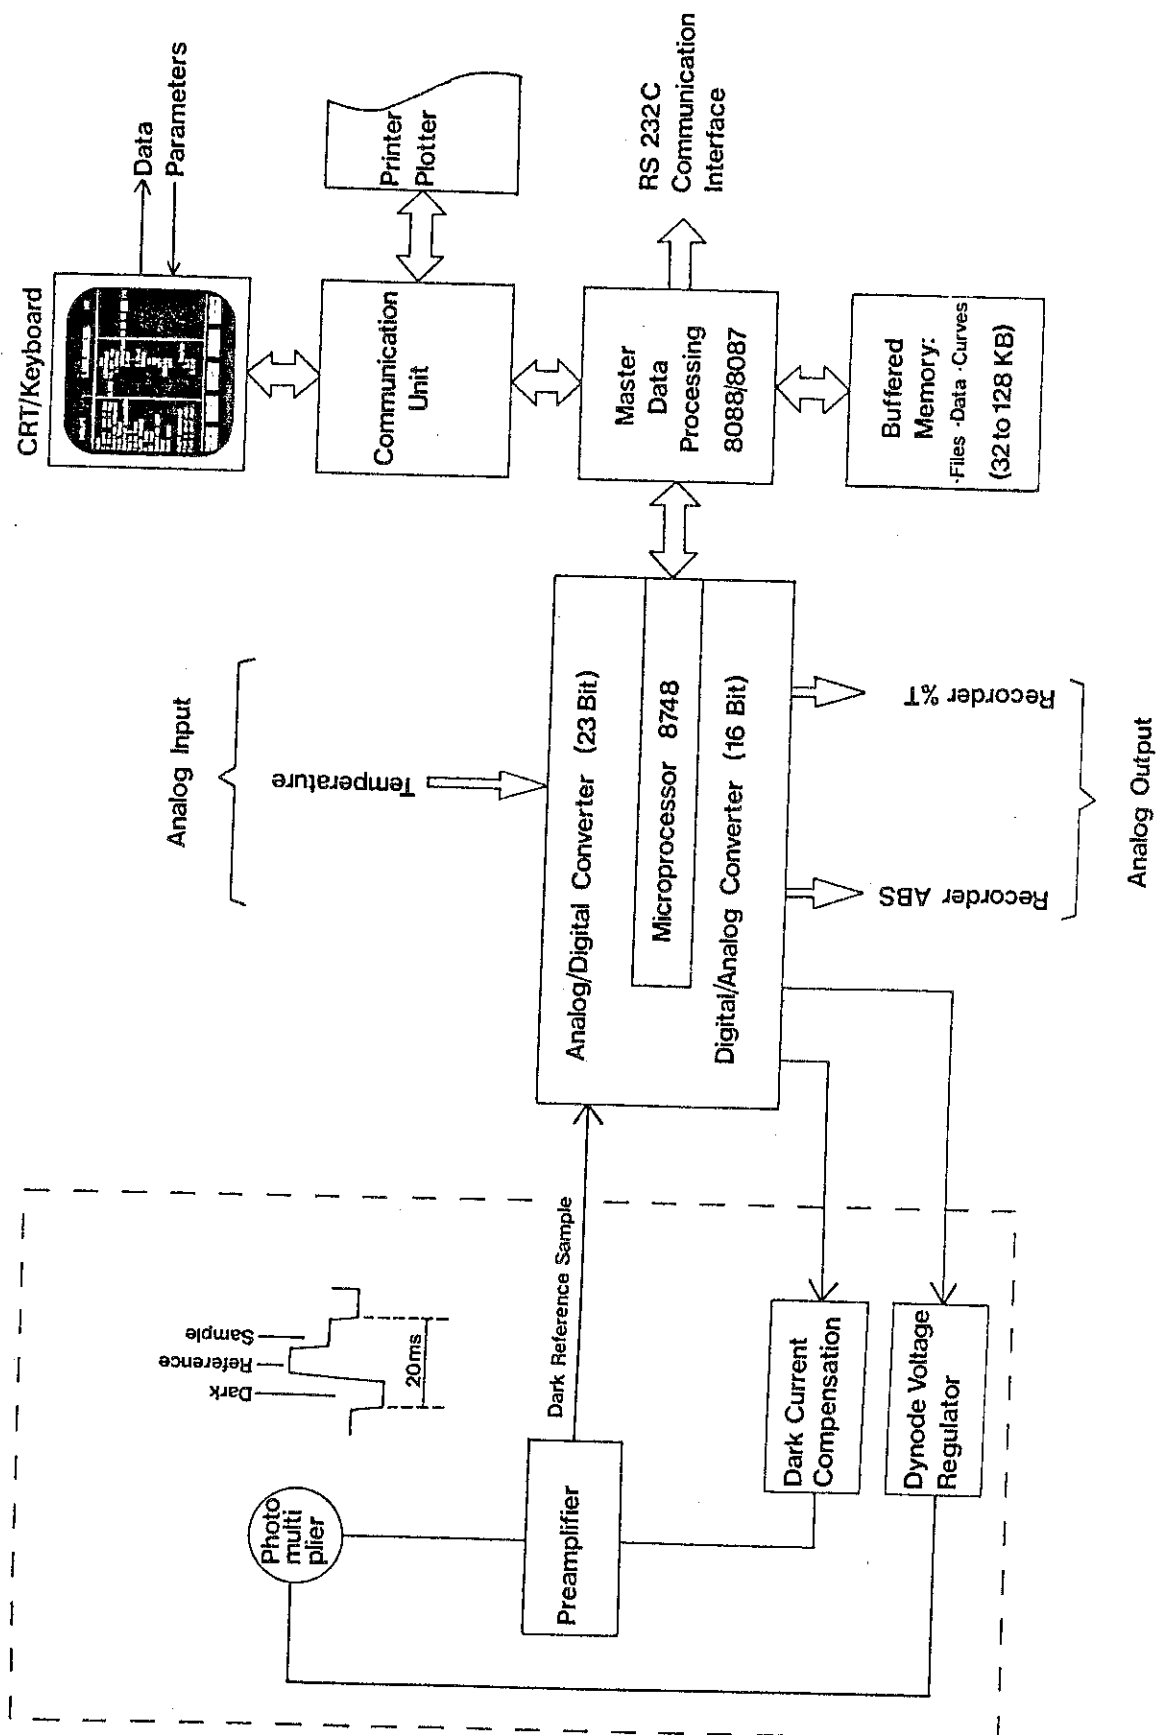 Photo
multi
plier
Dark
Reference
Sample
20ms
Preamplifier
Dark Reference Sample
Dark Current
Compensation
Dynode Voltage
Regulator
Analog Input
Temperature
Analog/Digital Converter (23 Bit)
Microprocessor 8748
Digital/Analog Converter (16 Bit)
Recorder ABS
Recorder %T
Analog Output
CRT/Keyboard
Data
Parameters
Communication
Unit
Printer
Plotter
Master
Data
Processing
8088/8087
RS 232C
Communication
Interface
Buffered
Memory:
·Files ·Data ·Curves
(32 to 128 KB)